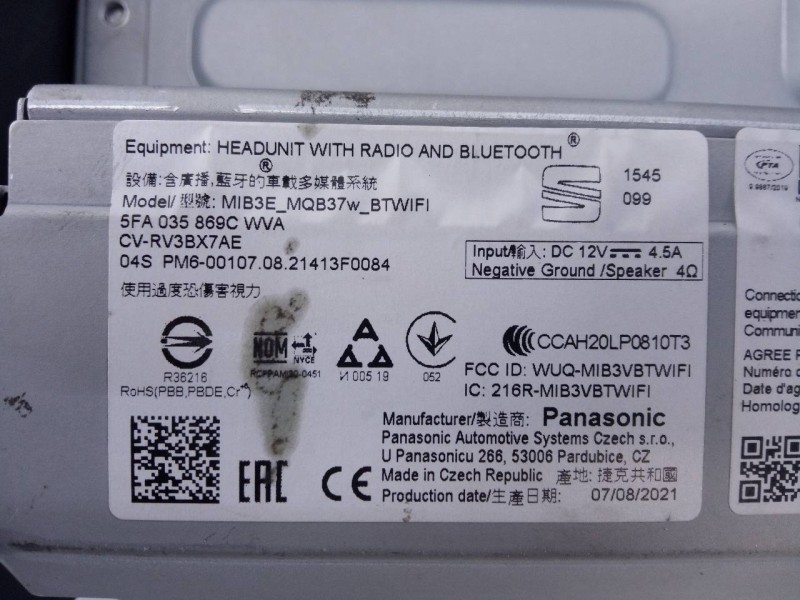 Equipment: HEADUNIT WITH RADIO AND BLUETOOTH®
設備:含廣播,藍牙®的車載多媒體系統
Model/ 型號: MIB3E_MQB37w_BTWIFI
5FA 035 869C WVA
CV-RV3BX7AE
04S PM6-00107.08.21413F0084
使用過度恐傷害視力
1545
099
Input/輸入: DC 12V 4.5A
Negative Ground /Speaker 4Ω
R36216
RoHS(PBB,PBDE,Cr⁺⁶)
NOM
NYCE
И 005 19
052
CCAH20LP0810T3
FCC ID: WUQ-MIB3VBTWIFI
IC: 216R-MIB3VBTWIFI
Manufacturer/製造商: Panasonic
Panasonic Automotive Systems Czech s.r.o.,
U Panasonicu 266, 53006 Pardubice, CZ
Made in Czech Republic 產地: 捷克共和國
Production date/生產日期: 07/08/2021
EAC CE
PTA
Connectio
equipmen
Communi
AGREE P
Numéro d
Date d'ag
Homolog